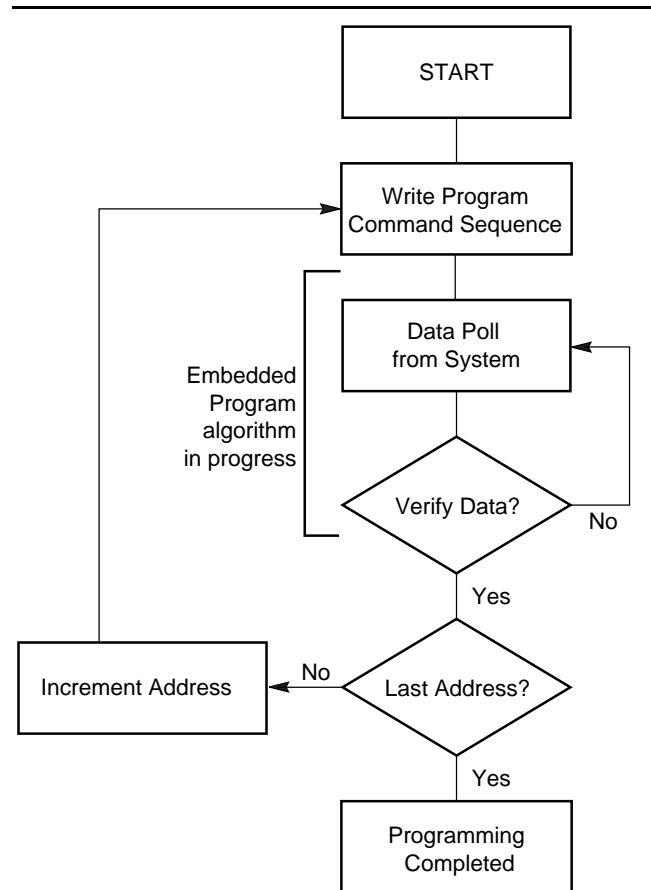 START
Write Program
Command Sequence
Data Poll
from System
Embedded
Program
algorithm
in progress
Verify Data?
No
Yes
Increment Address
No
Last Address?
Yes
Programming
Completed